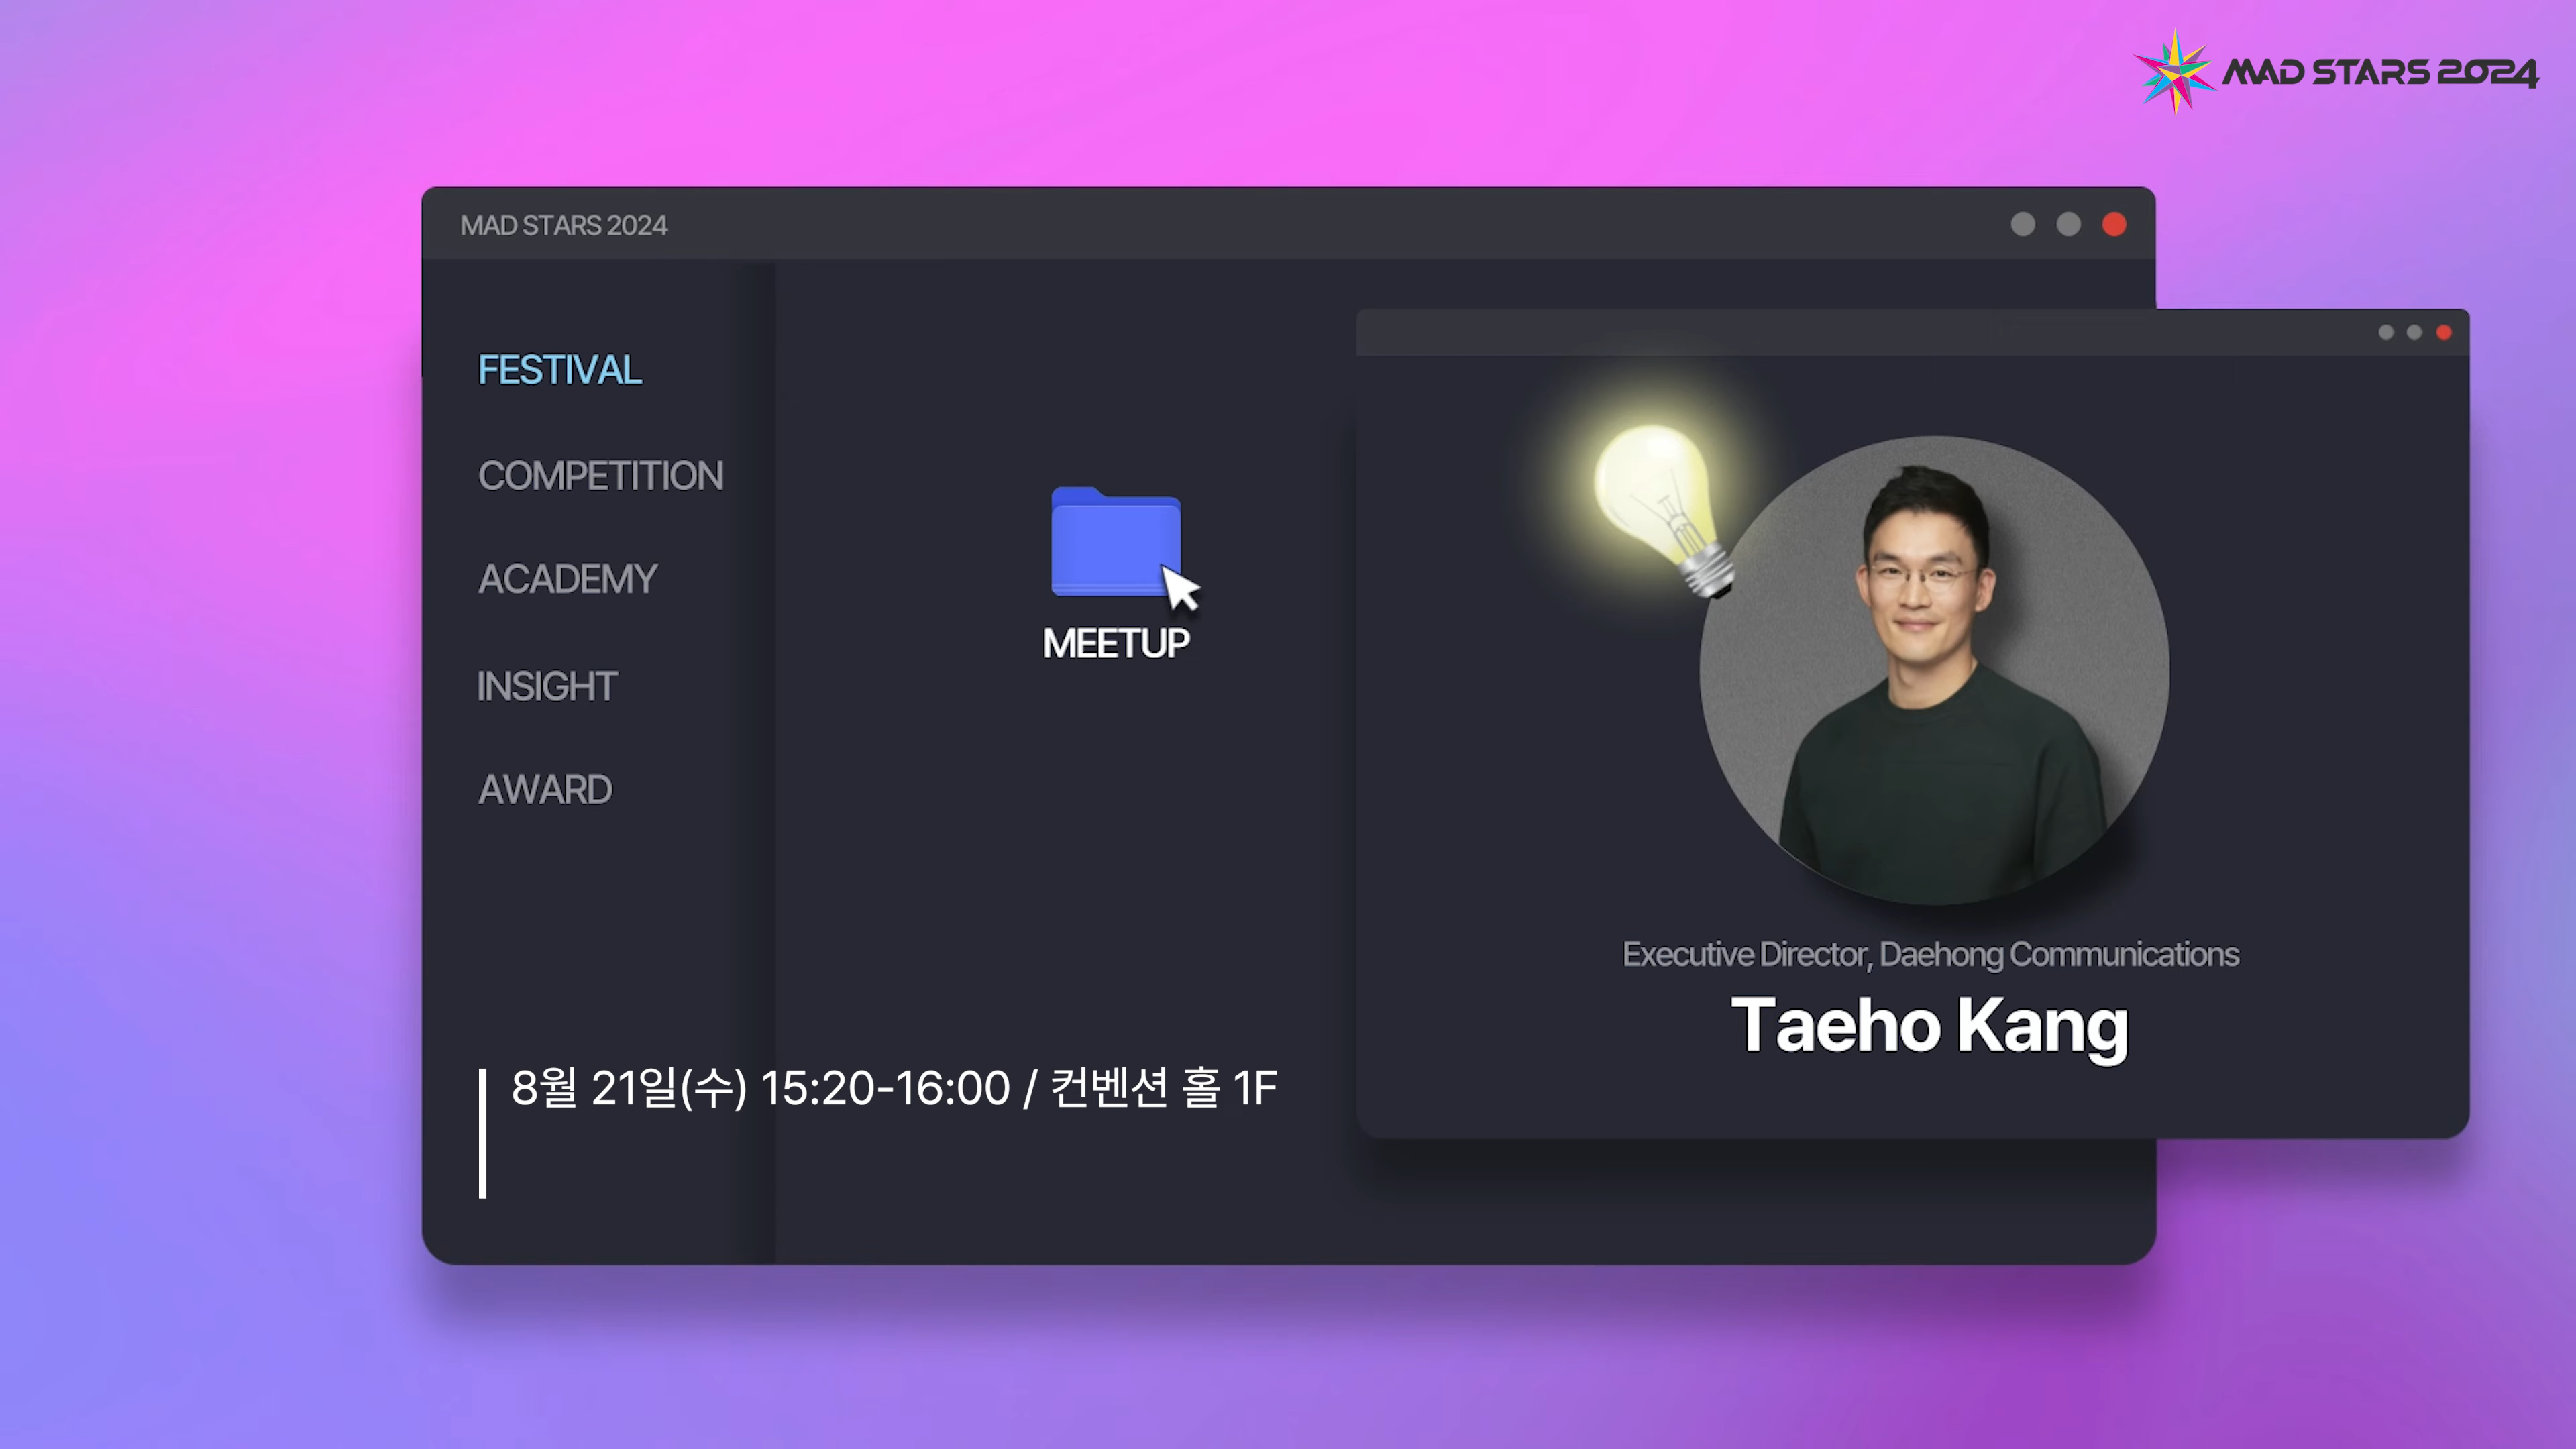 MAD STARS 2024
MAD STARS 2024
FESTIVAL
COMPETITION
ACADEMY
INSIGHT
AWARD
MEETUP
Executive Director, Daehong Communications
Taeho Kang
8월 21일(수) 15:20-16:00 / 컨벤션 홀 1F